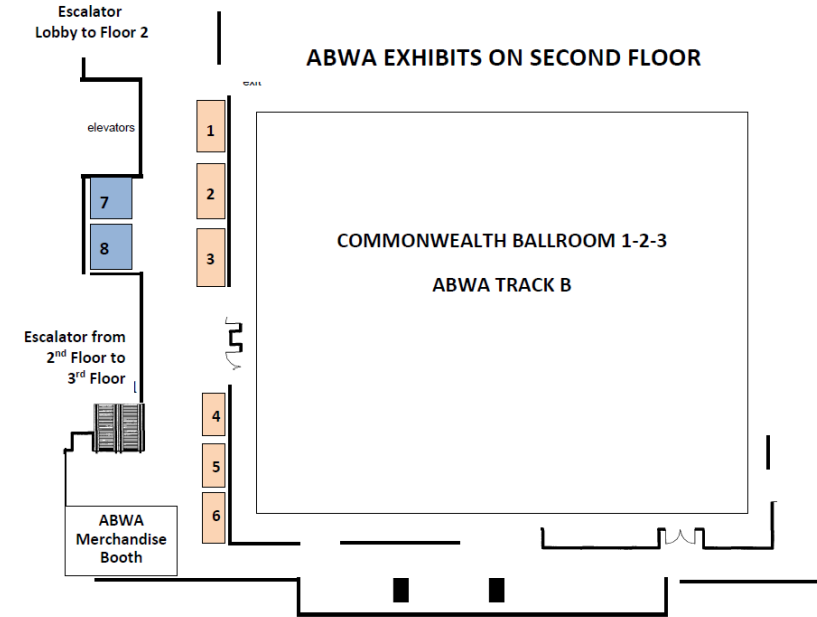 Escalator
Lobby to Floor 2
ABWA EXHIBITS ON SECOND FLOOR
exit
elevators
1
2
3
7
8
COMMONWEALTH BALLROOM 1-2-3
ABWA TRACK B
Escalator from
2nd Floor to
3rd Floor
4
5
6
ABWA
Merchandise
Booth